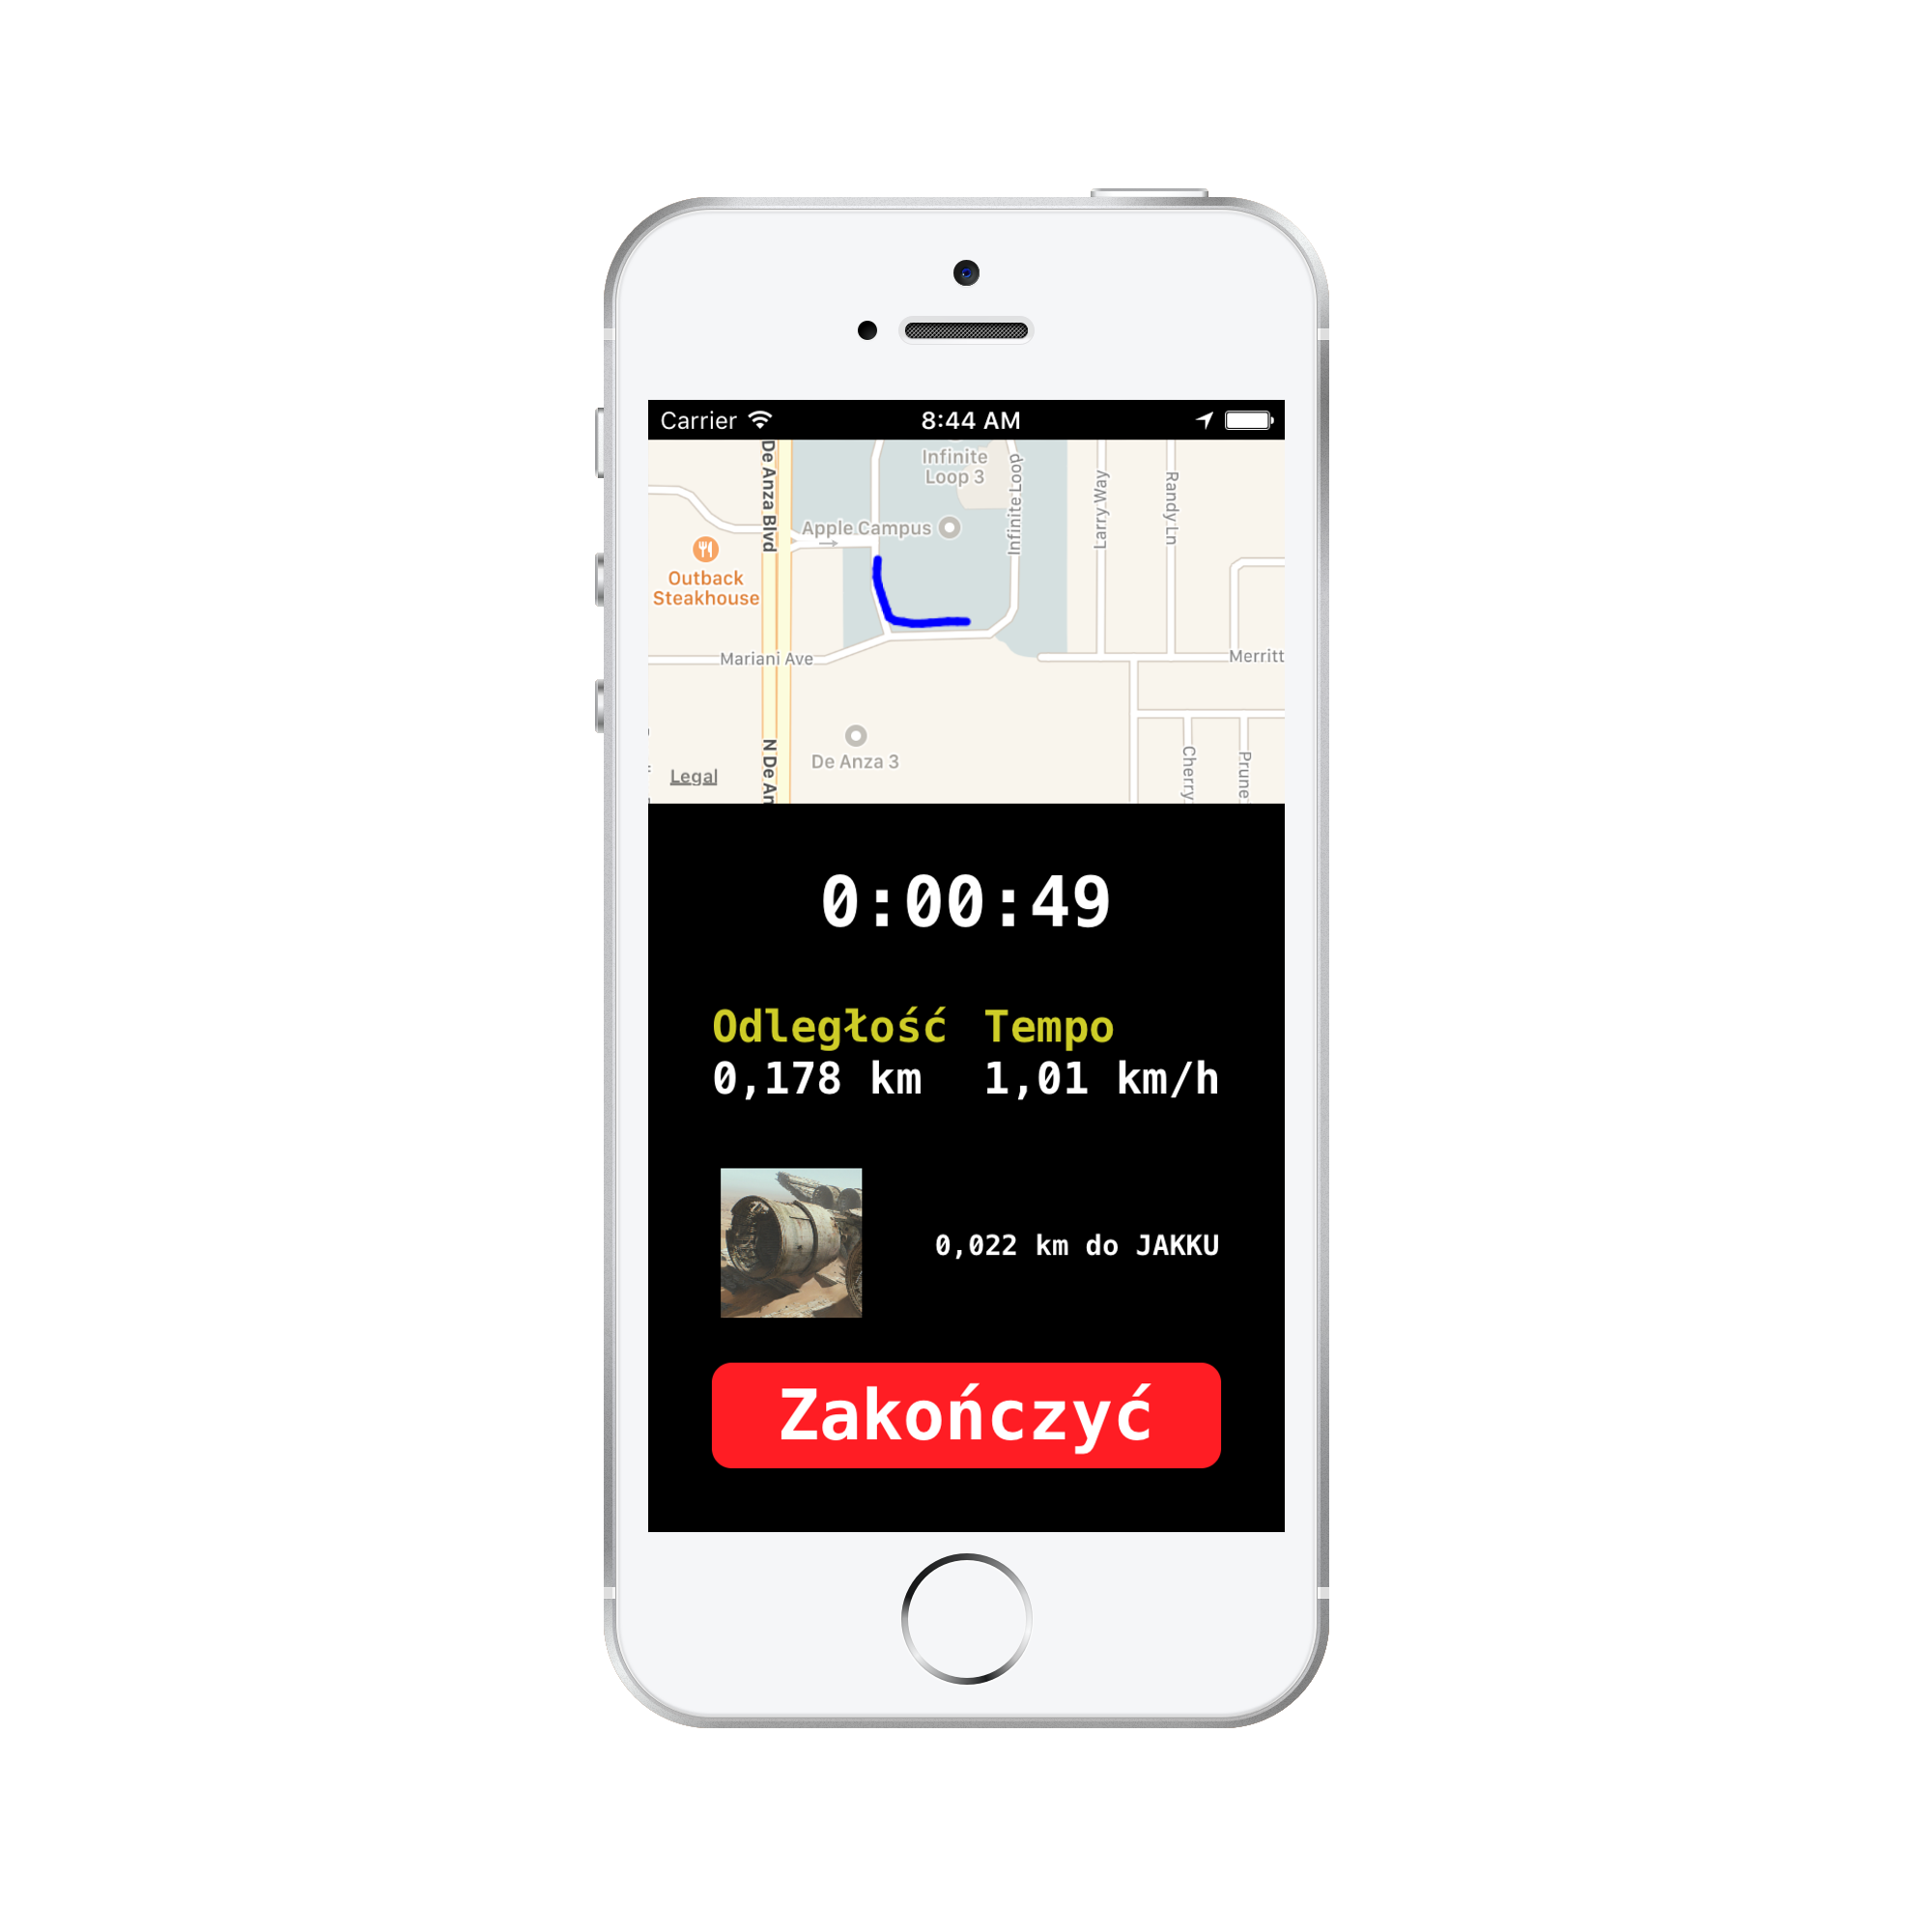 Carrier
8:44 AM
De Anza Blvd
Infinite
Loop 3
Infinite Loop
Larry Way
Randy Ln
Apple Campus
Outback
Steakhouse
Mariani Ave
Merritt
De Anza 3
N De An
Legal
Cherry
Prune
0:00:49
Odległość Tempo
0,178 km 1,01 km/h
0,022 km do JAKKU
Zakończyć